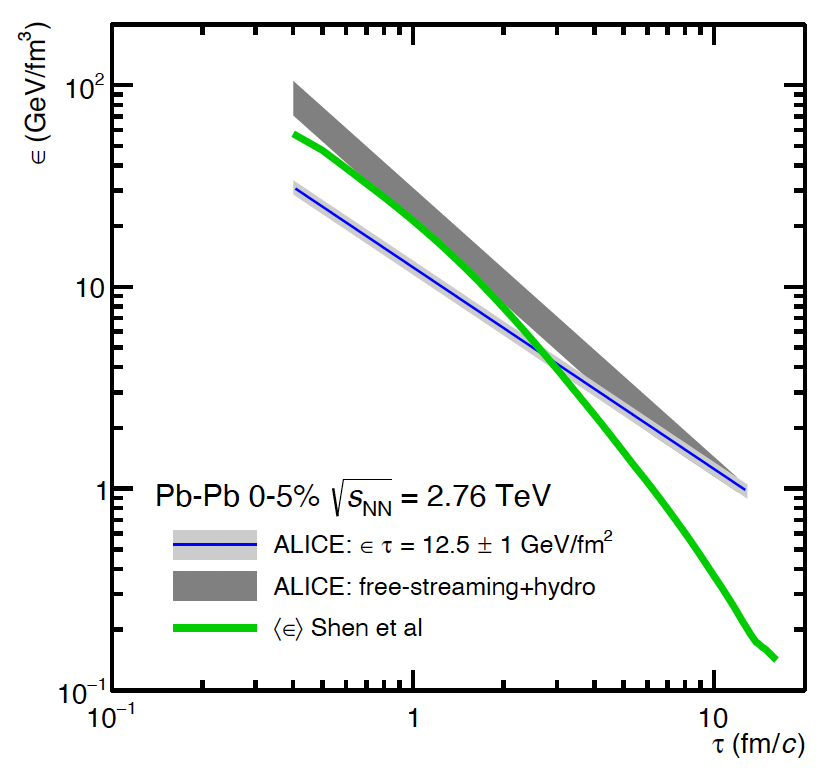 ∈ (GeV/fm³)
10²
10
1
10⁻¹
Pb-Pb 0-5% √sNN = 2.76 TeV
ALICE: ∈ τ = 12.5 ± 1 GeV/fm²
ALICE: free-streaming+hydro
⟨∈⟩ Shen et al
10⁻¹ 1 10
τ (fm/c)